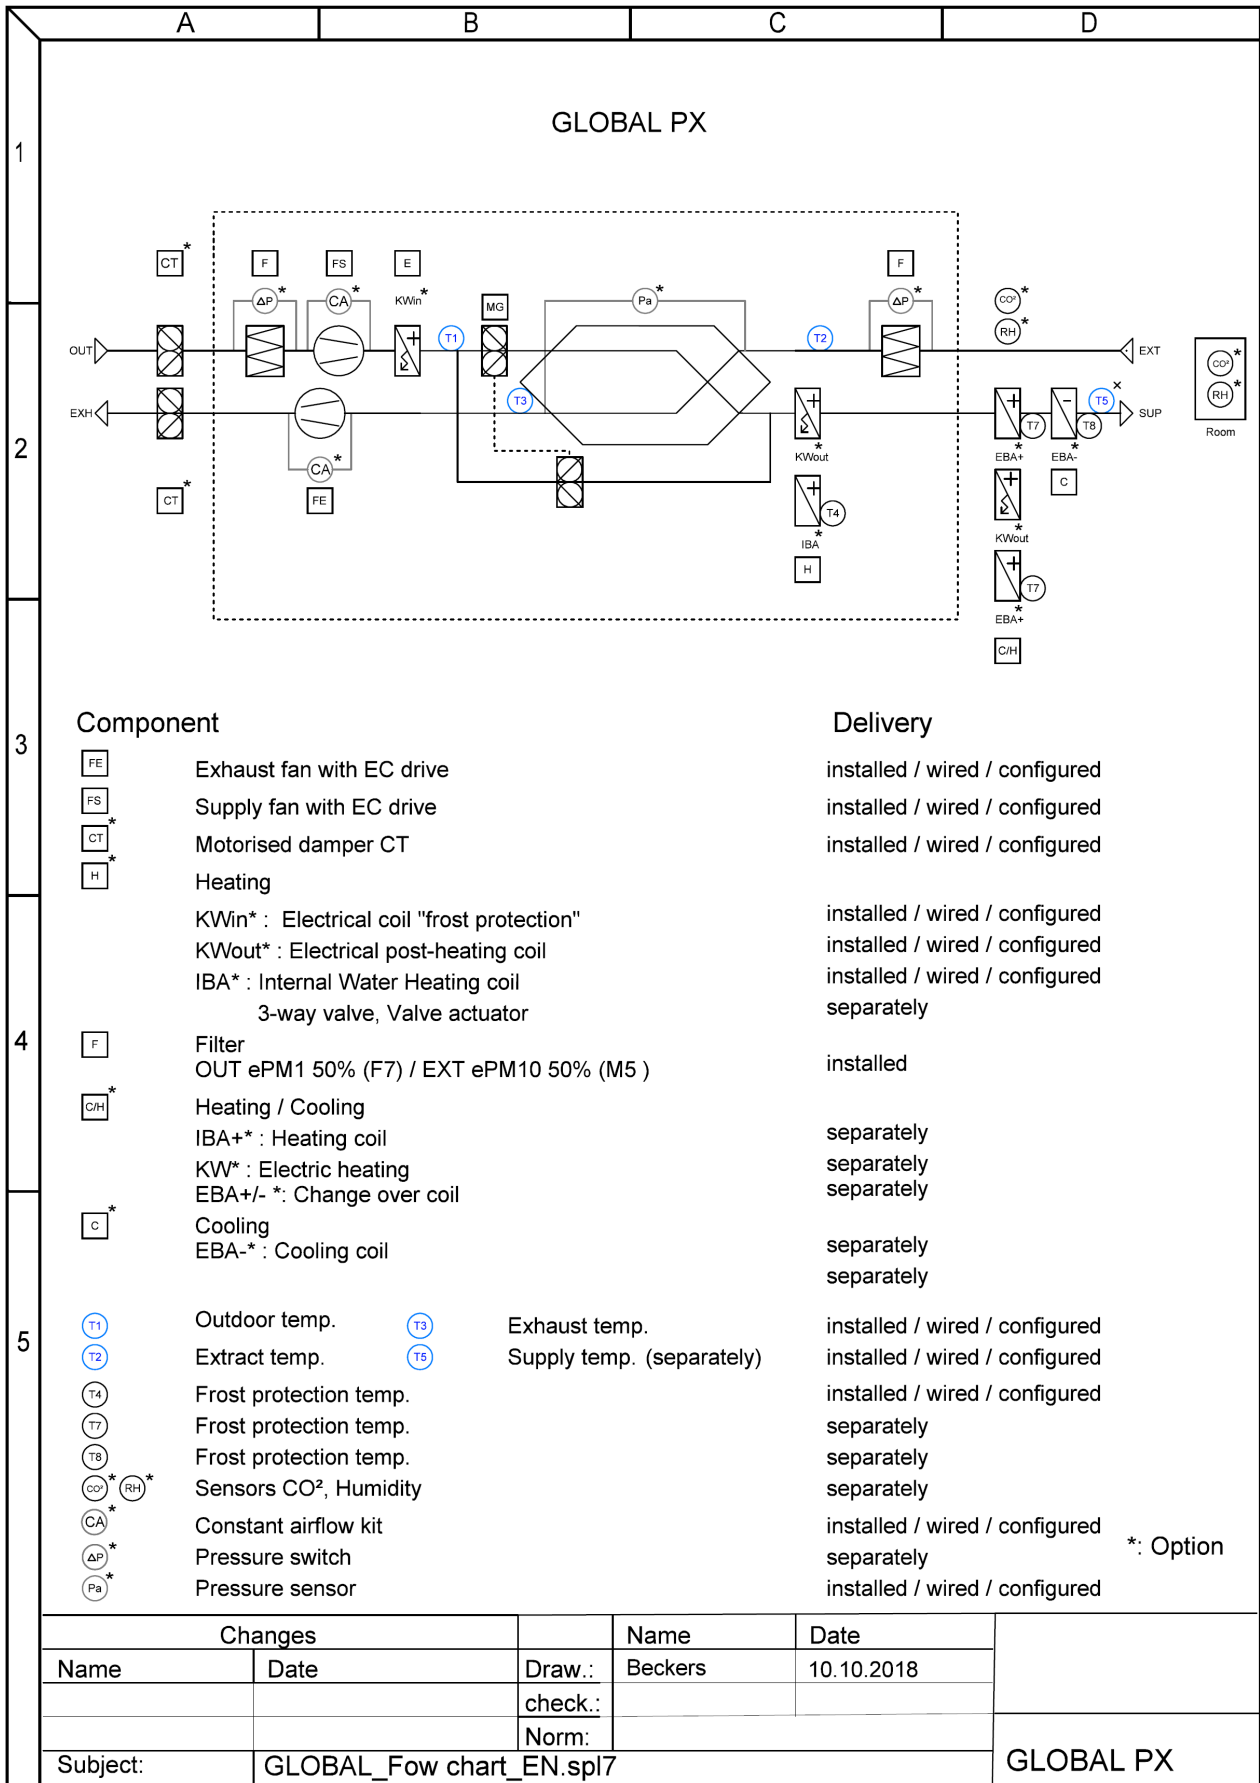 A B C D
1
2
3
4
5
GLOBAL PX
CT*
F
FS
E
F
ΔP*
CA*
KWin*
MG
Pa*
ΔP*
CO²*
RH*
OUT
T1
T2
EXT
CO²*
RH*
Room
EXH
T3
T5×
SUP
T7
T8
KWout*
EBA+*
EBA-*
CA*
CT*
FE
C
T4
IBA*
H
KWout*
T7
EBA+*
C/H
Component Delivery
FE Exhaust fan with EC drive installed / wired / configured
FS Supply fan with EC drive installed / wired / configured
CT* Motorised damper CT installed / wired / configured
H* Heating
KWin* : Electrical coil "frost protection" installed / wired / configured
KWout* : Electrical post-heating coil installed / wired / configured
IBA* : Internal Water Heating coil installed / wired / configured
3-way valve, Valve actuator separately
F Filter
OUT ePM1 50% (F7) / EXT ePM10 50% (M5 ) installed
C/H* Heating / Cooling
IBA+* : Heating coil separately
KW* : Electric heating separately
EBA+/- *: Change over coil separately
C* Cooling
EBA-* : Cooling coil separately
separately
T1 Outdoor temp. T3 Exhaust temp. installed / wired / configured
T2 Extract temp. T5 Supply temp. (separately) installed / wired / configured
T4 Frost protection temp. installed / wired / configured
T7 Frost protection temp. separately
T8 Frost protection temp. separately
CO²* RH* Sensors CO², Humidity separately
CA* Constant airflow kit installed / wired / configured
ΔP* Pressure switch separately
*: Option
Pa* Pressure sensor installed / wired / configured
Changes Name Date
Name Date Draw.: Beckers 10.10.2018
check.:
Norm:
Subject: GLOBAL_Fow chart_EN.spl7 GLOBAL PX